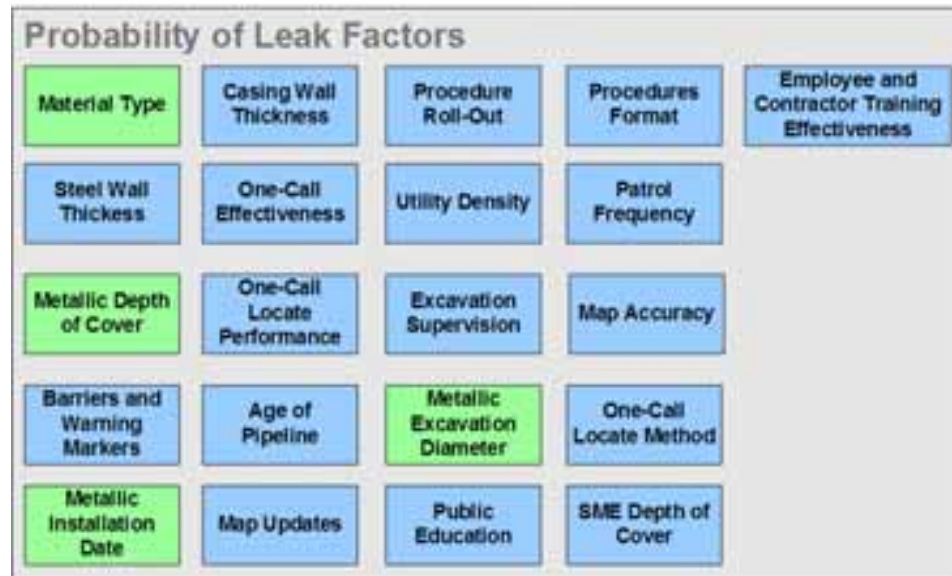 Probability of Leak Factors
Material Type
Casing Wall
Thickness
Procedure
Roll-Out
Procedures
Format
Employee and
Contractor Training
Effectiveness
Steel Wall
Thickess
One-Call
Effectiveness
Utility Density
Patrol
Frequency
Metallic Depth
of Cover
One-Call
Locate
Performance
Excavation
Supervision
Map Accuracy
Barriers and
Warning
Markers
Age of
Pipeline
Metallic
Excavation
Diameter
One-Call
Locate Method
Metallic
Installation
Date
Map Updates
Public
Education
SME Depth of
Cover